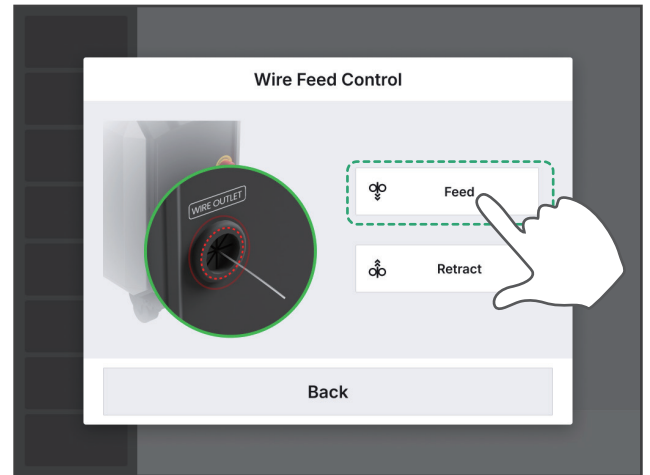 Wire Feed Control
WIRE OUTLET
Feed
Retract
Back